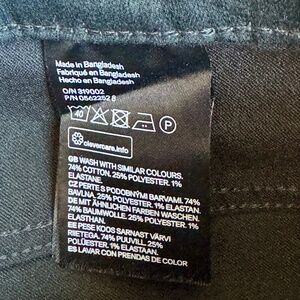 Made in Bangladesh
Fabriqué en Bangladesh
Hecho en Bangladesh
O/N 319002
P/N 0562252 8
40
P
clevercare.info
GB WASH WITH SIMILAR COLOURS.
74% COTTON. 25% POLYESTER. 1%
ELASTANE.
CZ PERTE S PODOBNÝMI BARVAMI. 74%
BAVLNA. 25% POLYESTER. 1% ELASTAN.
DE MIT ÄHNLICHEN FARBEN WASCHEN.
74% BAUMWOLLE. 25% POLYESTER. 1%
ELASTHAN.
EE PESE KOOS SARNAST VÄRVI
RIIETEGA. 74% PUUVILL. 25%
POLÜESTER. 1% ELASTAAN.
ES LAVAR CON PRENDAS DE COLOR